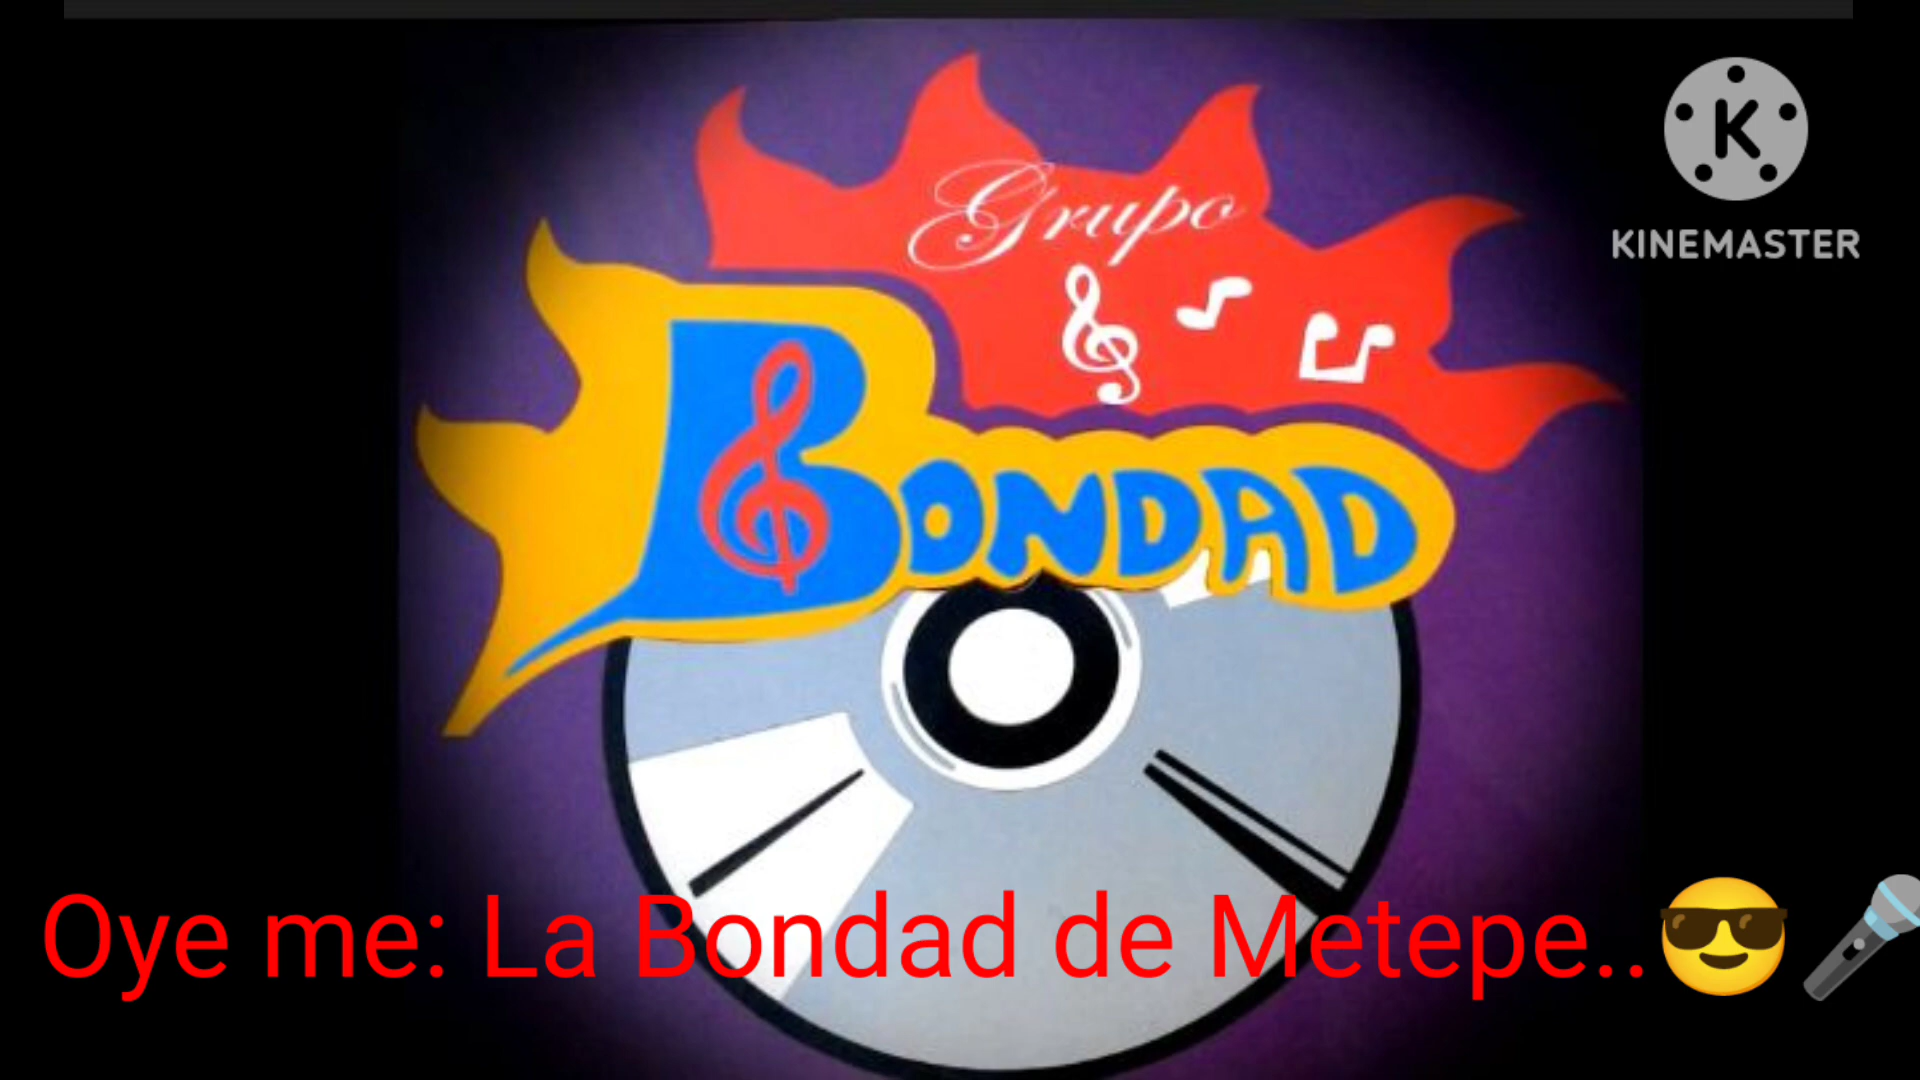 Grupo
BONDAD
KINEMASTER
Oye me: La Bondad de Metepe..😎🎤